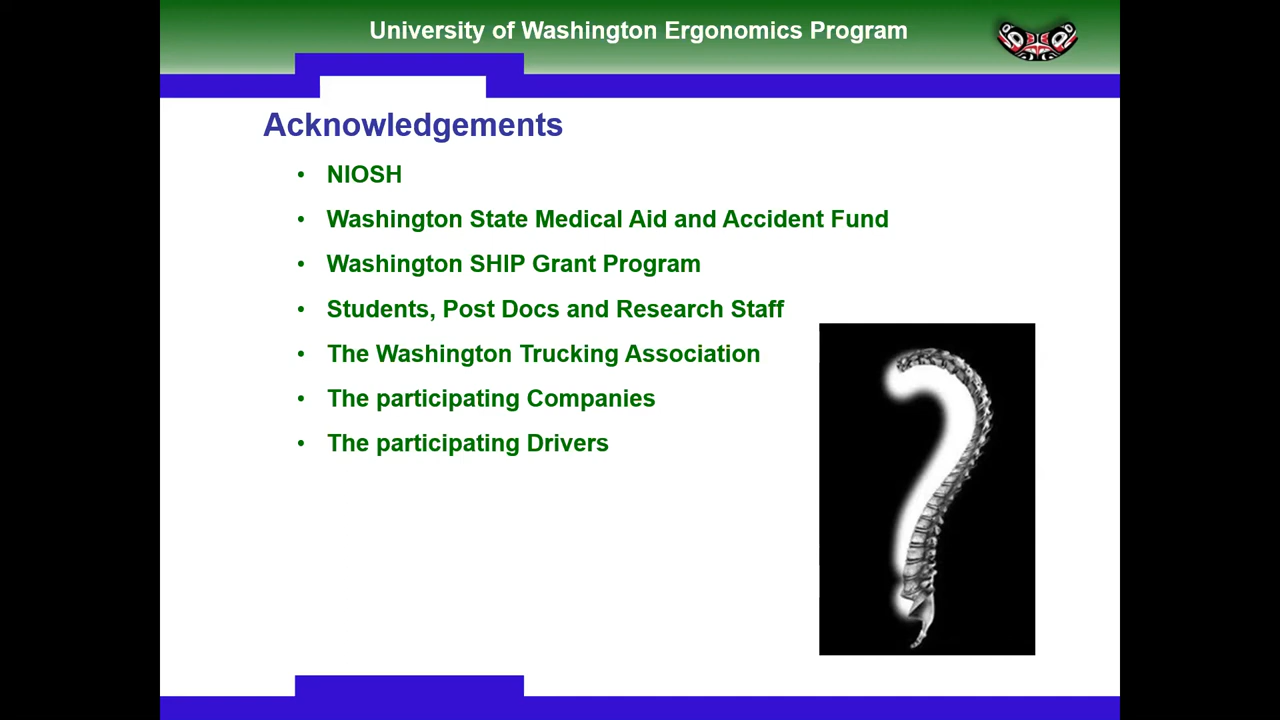 University of Washington Ergonomics Program
Acknowledgements
• NIOSH
• Washington State Medical Aid and Accident Fund
• Washington SHIP Grant Program
• Students, Post Docs and Research Staff
• The Washington Trucking Association
• The participating Companies
• The participating Drivers